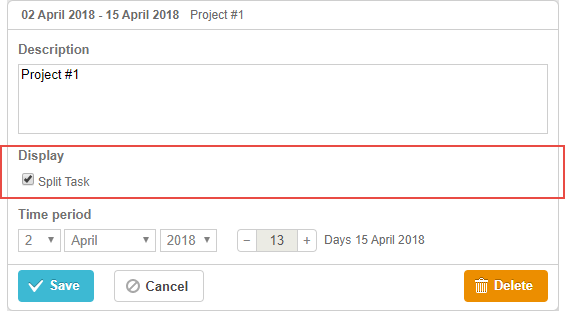 02 April 2018 - 15 April 2018 Project #1
Description
Project #1
Display
Split Task
Time period
2 April 2018 − 13 + Days 15 April 2018
Save Cancel Delete